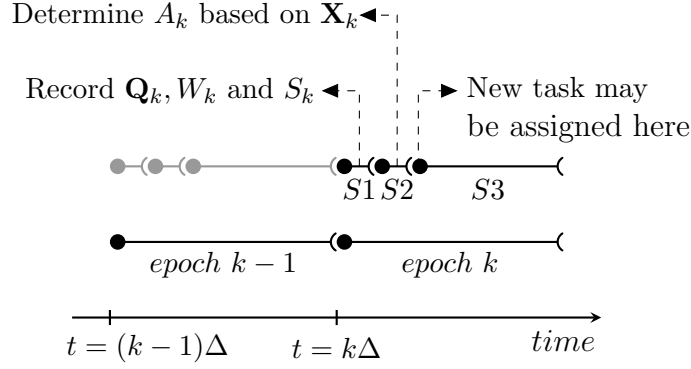 Determine A_k based on X_k
Record Q_k, W_k and S_k
New task may
be assigned here
S1 S2 S3
epoch k − 1 epoch k
t = (k−1)Δ t = kΔ time